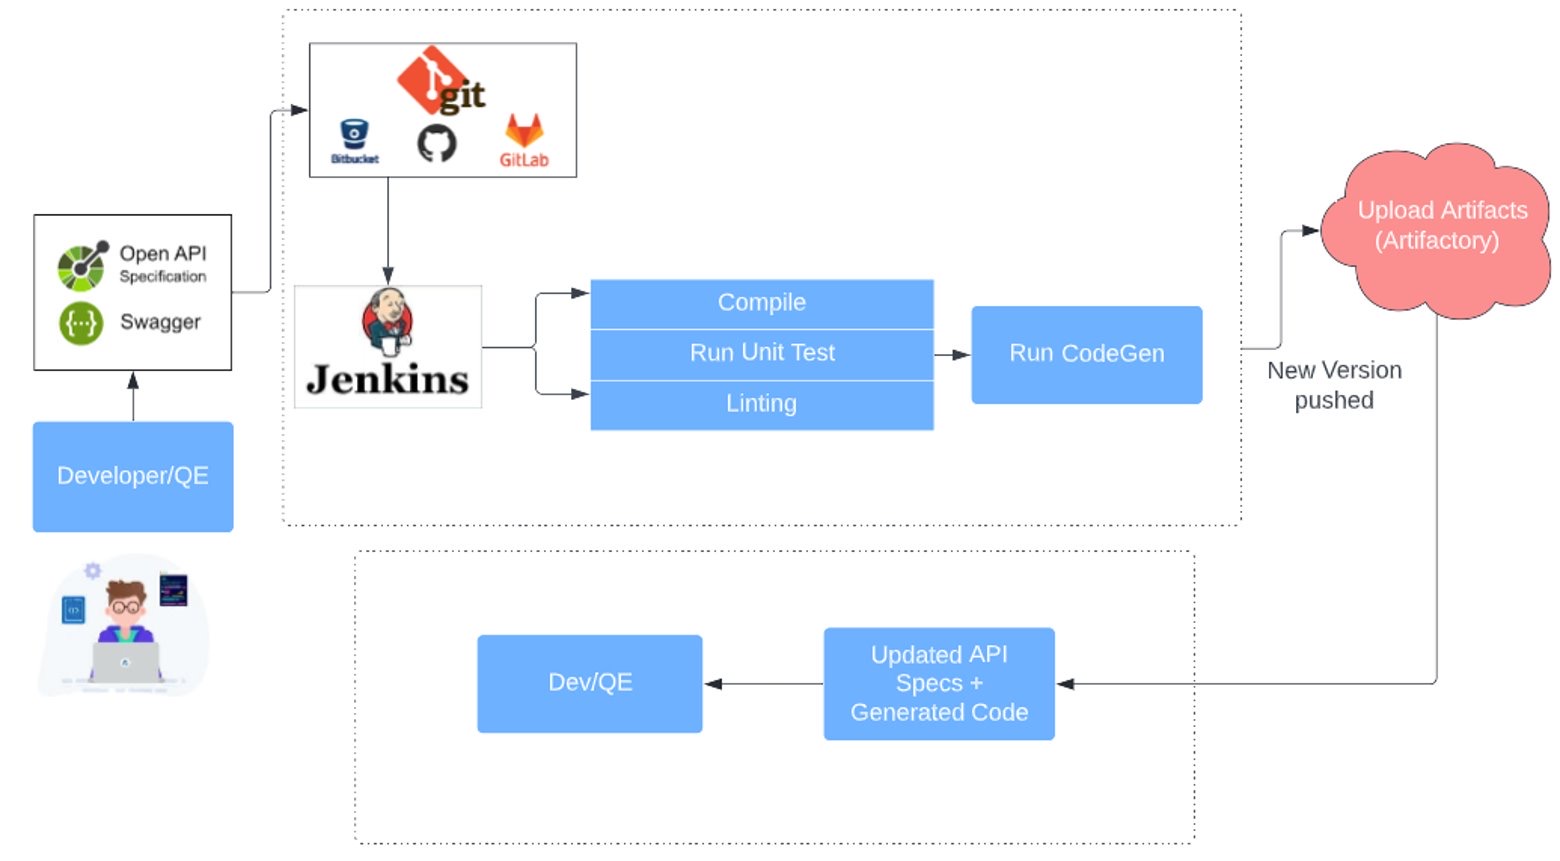 git
Bitbucket
GitLab
Open API
Specification
Swagger
Developer/QE
Jenkins
Compile
Run Unit Test
Linting
Run CodeGen
New Version
pushed
Upload Artifacts
(Artifactory)
Updated API
Specs +
Generated Code
Dev/QE